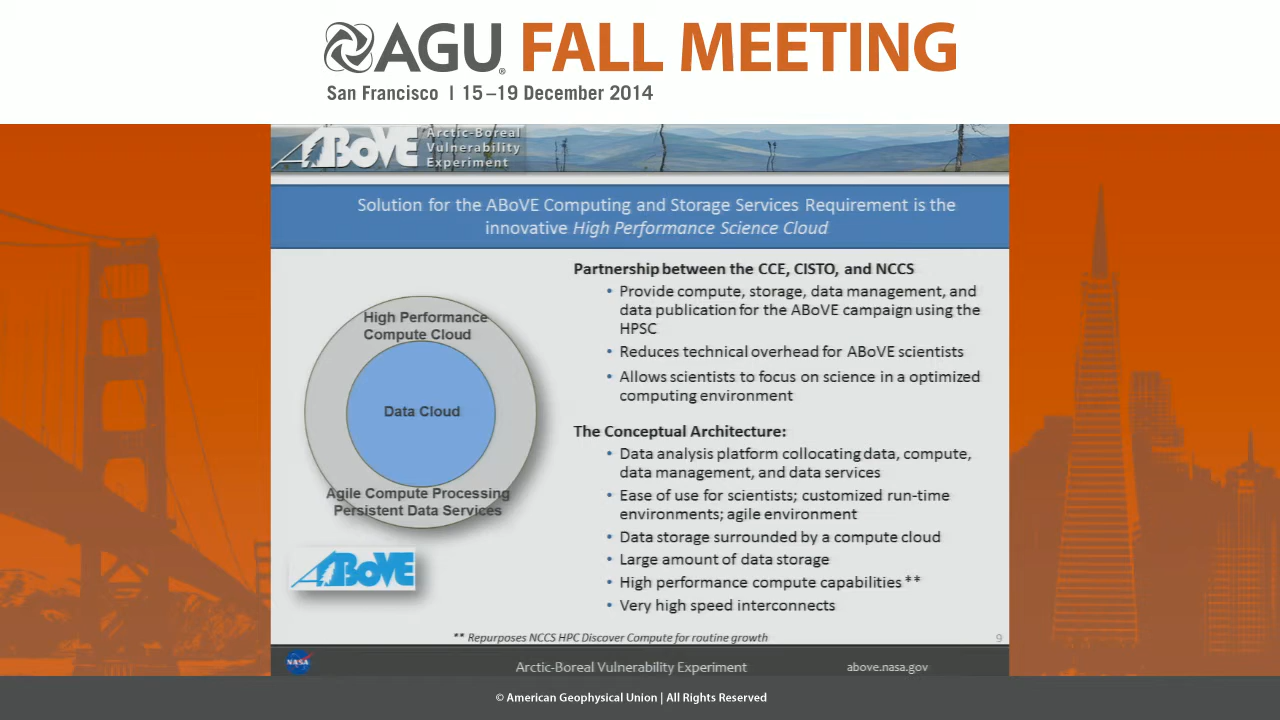 AGU FALL MEETING
San Francisco | 15–19 December 2014
ABoVE Arctic-Boreal
Vulnerability
Experiment
Solution for the ABoVE Computing and Storage Services Requirement is the
innovative High Performance Science Cloud
High Performance
Compute Cloud
Data Cloud
Agile Compute Processing
Persistent Data Services
ABoVE
Partnership between the CCE, CISTO, and NCCS
• Provide compute, storage, data management, and
data publication for the ABoVE campaign using the
HPSC
• Reduces technical overhead for ABoVE scientists
• Allows scientists to focus on science in a optimized
computing environment
The Conceptual Architecture:
• Data analysis platform collocating data, compute,
data management, and data services
• Ease of use for scientists; customized run-time
environments; agile environment
• Data storage surrounded by a compute cloud
• Large amount of data storage
• High performance compute capabilities **
• Very high speed interconnects
** Repurposes NCCS HPC Discover Compute for routine growth
9
NASA
Arctic-Boreal Vulnerability Experiment
above.nasa.gov
© American Geophysical Union | All Rights Reserved